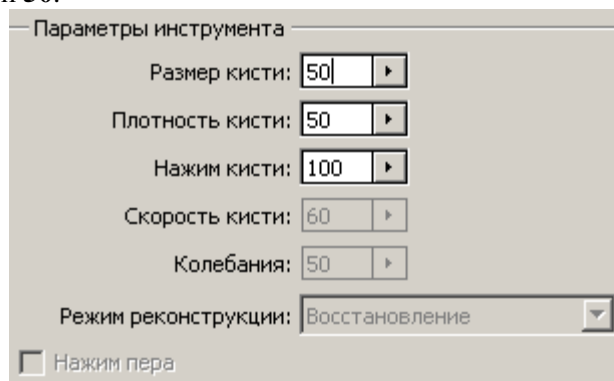 и 50.
Параметры инструмента
Размер кисти: 50
Плотность кисти: 50
Нажим кисти: 100
Скорость кисти: 60
Колебания: 50
Режим реконструкции: Восстановление
Нажим пера